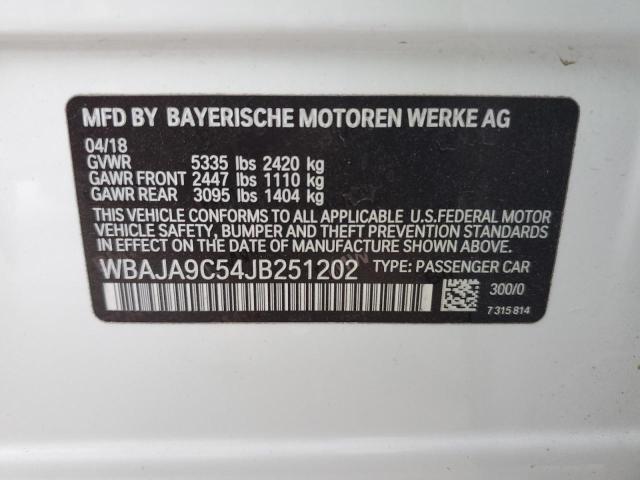 MFD BY BAYERISCHE MOTOREN WERKE AG
04/18
GVWR 5335 lbs 2420 kg
GAWR FRONT 2447 lbs 1110 kg
GAWR REAR 3095 lbs 1404 kg
THIS VEHICLE CONFORMS TO ALL APPLICABLE U.S.FEDERAL MOTOR
VEHICLE SAFETY, BUMPER AND THEFT PREVENTION STANDARDS
IN EFFECT ON THE DATE OF MANUFACTURE SHOWN ABOVE.
WBAJA9C54JB251202 TYPE: PASSENGER CAR
300/0
7 315 814